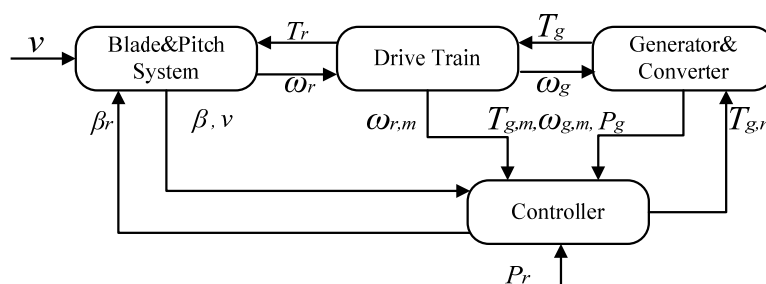 v
Blade&Pitch
System
Tr
ωr
Drive Train
Tg
ωg
Generator&
Converter
βr
β, v
ωr,m
Tg,m,ωg,m, Pg
Tg,r
Controller
Pr